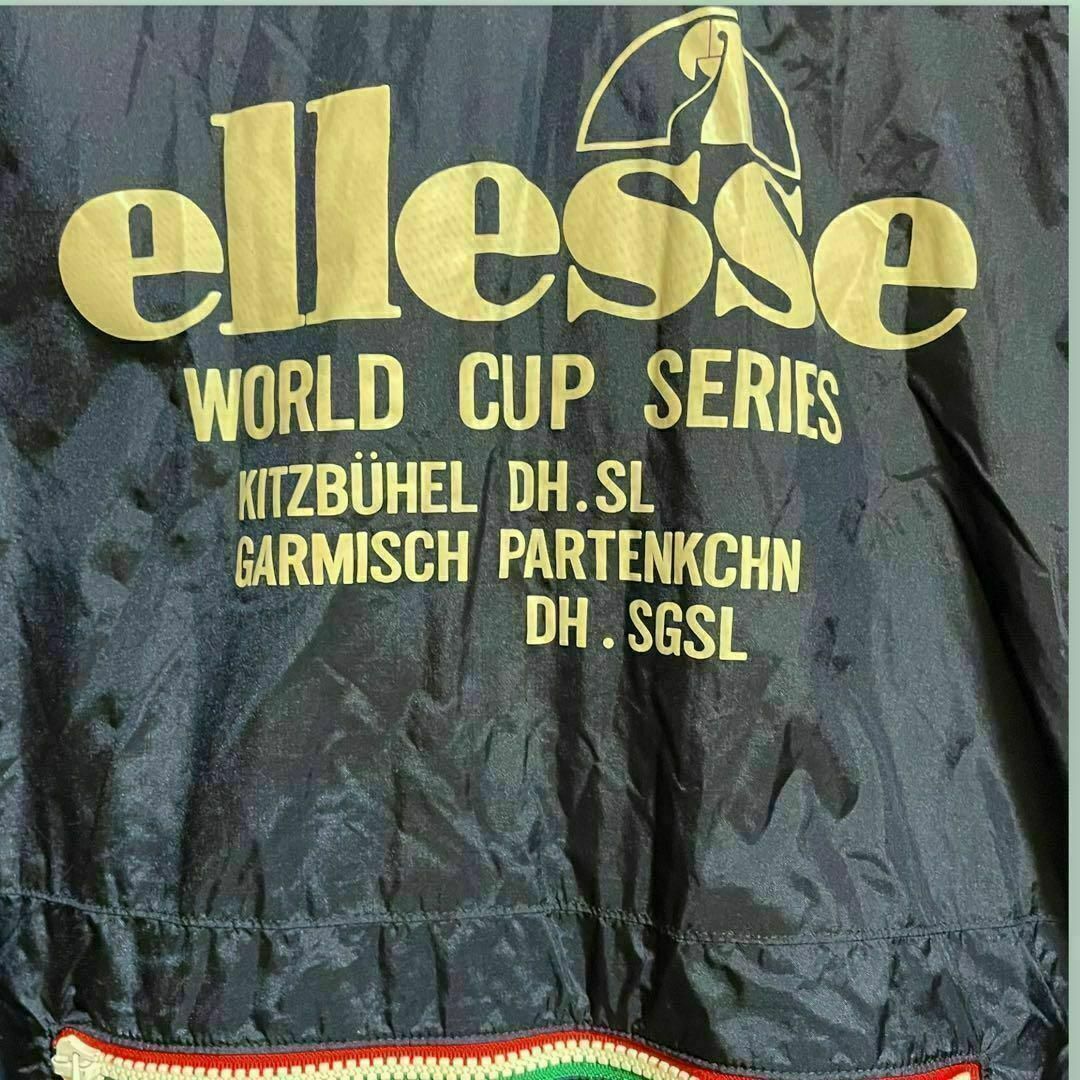 ellesse
WORLD CUP SERIES
KITZBÜHEL DH.SL
GARMISCH PARTENKCHN
DH.SGSL